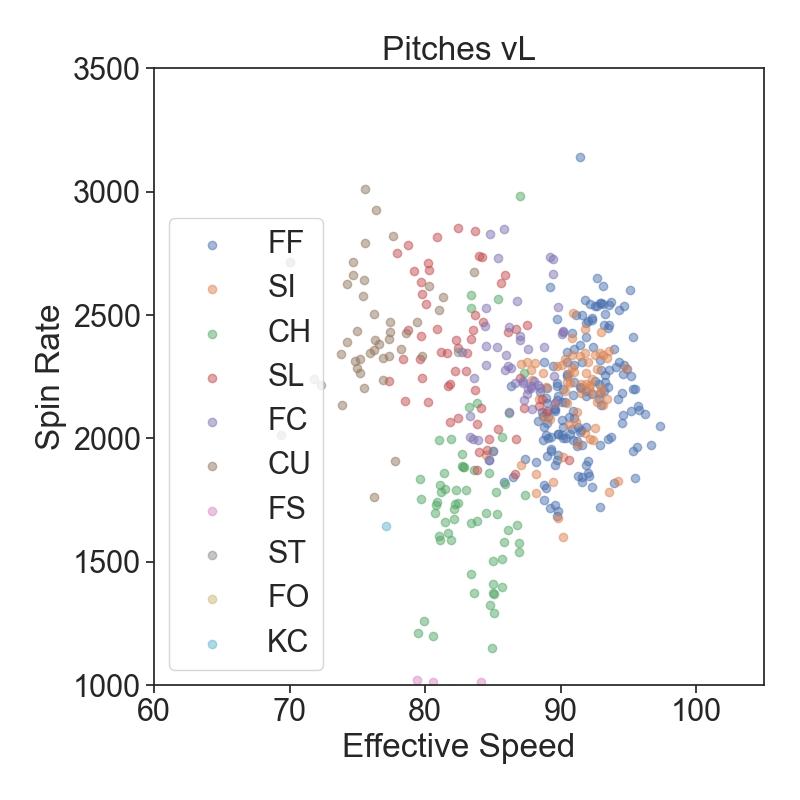 Pitches vL
3500
3000
2500
2000
1500
1000
Spin Rate
FF
SI
CH
SL
FC
CU
FS
ST
FO
KC
60 70 80 90 100
Effective Speed